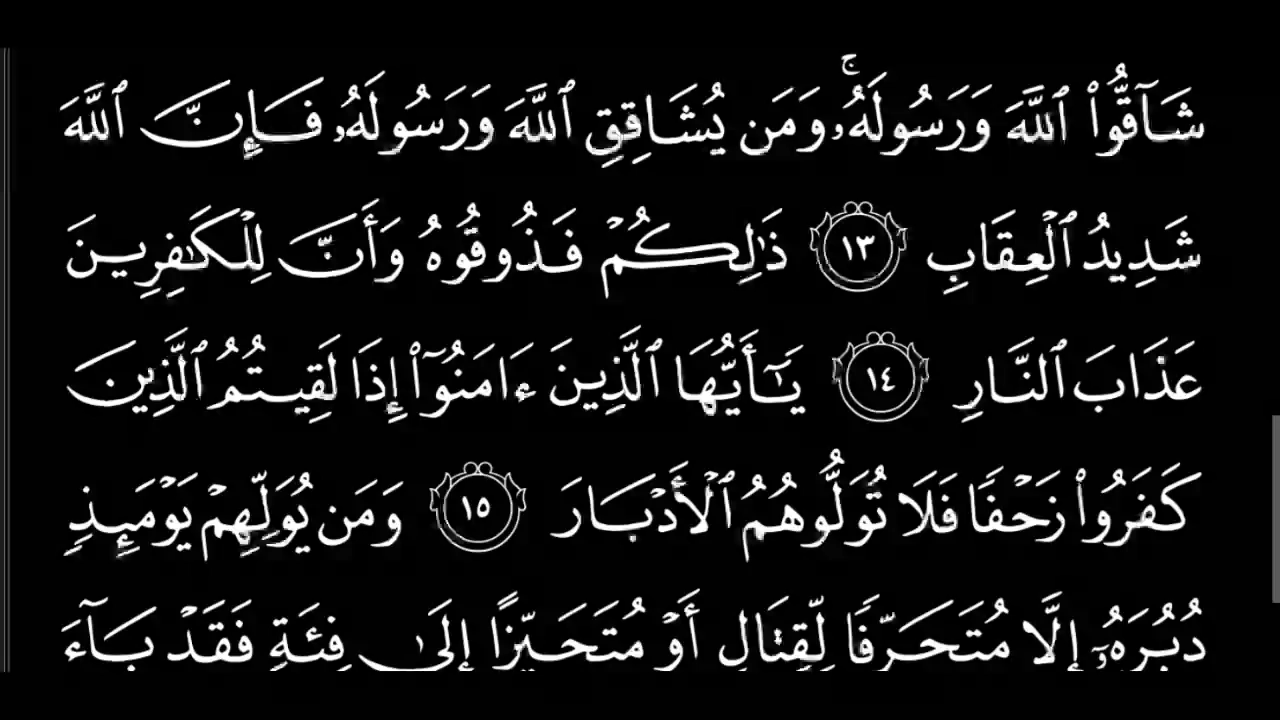 شَآقُّوا۟ ٱللَّهَ وَرَسُولَهُۥ ۚ وَمَن يُشَاقِقِ ٱللَّهَ وَرَسُولَهُۥ فَإِنَّ ٱللَّهَ
شَدِيدُ ٱلْعِقَابِ ١٣ ذَٰلِكُمْ فَذُوقُوهُ وَأَنَّ لِلْكَٰفِرِينَ
عَذَابَ ٱلنَّارِ ١٤ يَٰٓأَيُّهَا ٱلَّذِينَ ءَامَنُوٓا۟ إِذَا لَقِيتُمُ ٱلَّذِينَ
كَفَرُوا۟ زَحْفًا فَلَا تُوَلُّوهُمُ ٱلْأَدْبَارَ ١٥ وَمَن يُوَلِّهِمْ يَوْمَئِذٍ
دُبُرَهُۥٓ إِلَّا مُتَحَرِّفًا لِّقِتَالٍ أَوْ مُتَحَيِّزًا إِلَىٰ فِئَةٍ فَقَدْ بَآءَ